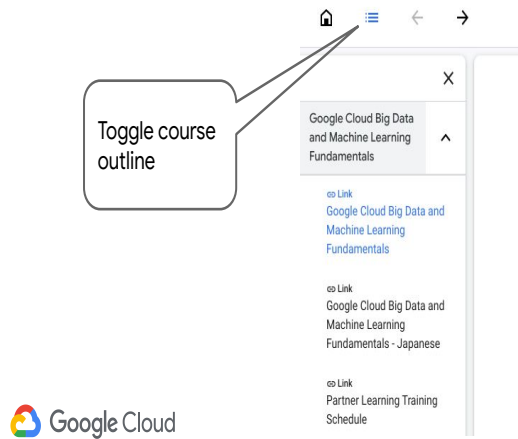 Toggle course
outline
X
Google Cloud Big Data
and Machine Learning
Fundamentals
Link
Google Cloud Big Data and
Machine Learning
Fundamentals
Link
Google Cloud Big Data and
Machine Learning
Fundamentals - Japanese
Link
Partner Learning Training
Schedule
Google Cloud